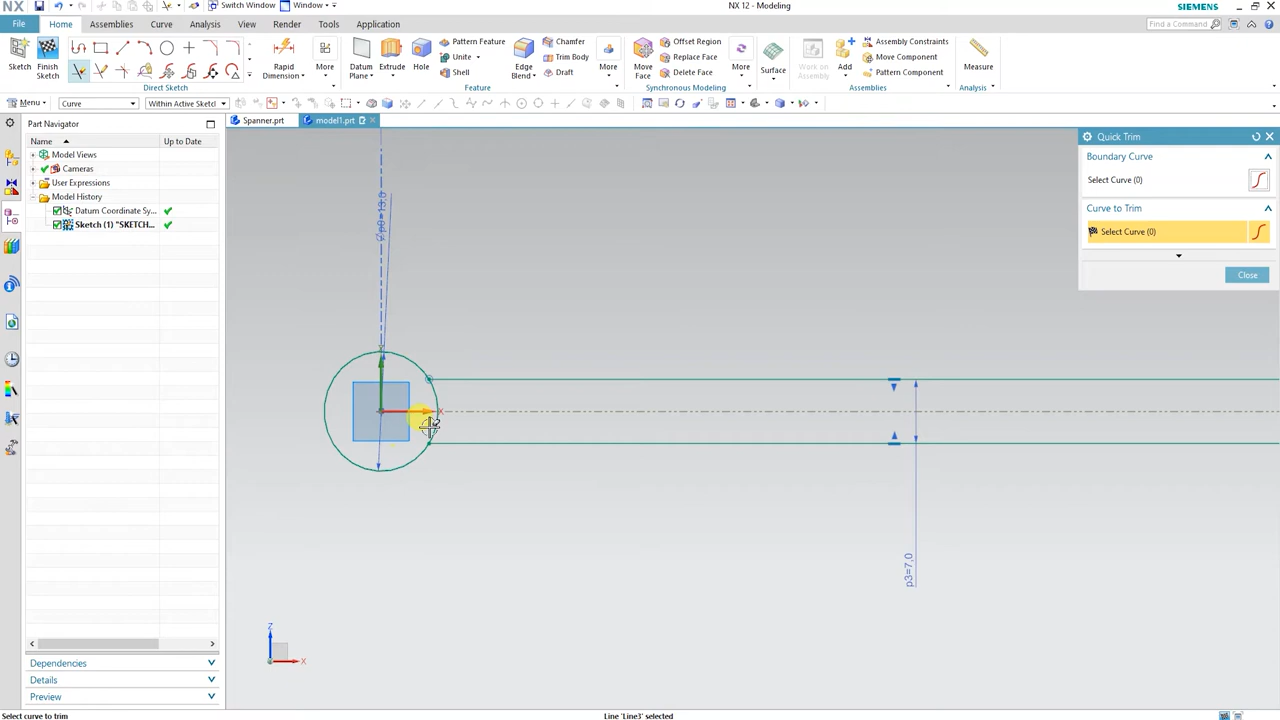 NX
Switch Window
Window
NX 12 - Modeling
SIEMENS
File
Home
Assemblies
Curve
Analysis
View
Render
Tools
Application
Find a Command
Sketch
Finish Sketch
Direct Sketch
Rapid Dimension
More
Datum Plane
Extrude
Hole
Pattern Feature
Unite
Shell
Edge Blend
Chamfer
Trim Body
Draft
More
Feature
Move Face
Offset Region
Replace Face
Delete Face
More
Synchronous Modeling
Surface
Work on Assembly
Add
Assembly Constraints
Move Component
Pattern Component
Assemblies
Measure
Analysis
Menu
Curve
Within Active Sketcl
Part Navigator
Spanner.prt
model1.prt
Name
Up to Date
Model Views
Cameras
User Expressions
Model History
Datum Coordinate Sy...
Sketch (1) "SKETCH...
Dependencies
Details
Preview
Quick Trim
Boundary Curve
Select Curve (0)
Curve to Trim
Select Curve (0)
Close
X
p3=7,0
Z
X
Select curve to trim
Line 'Line3' selected